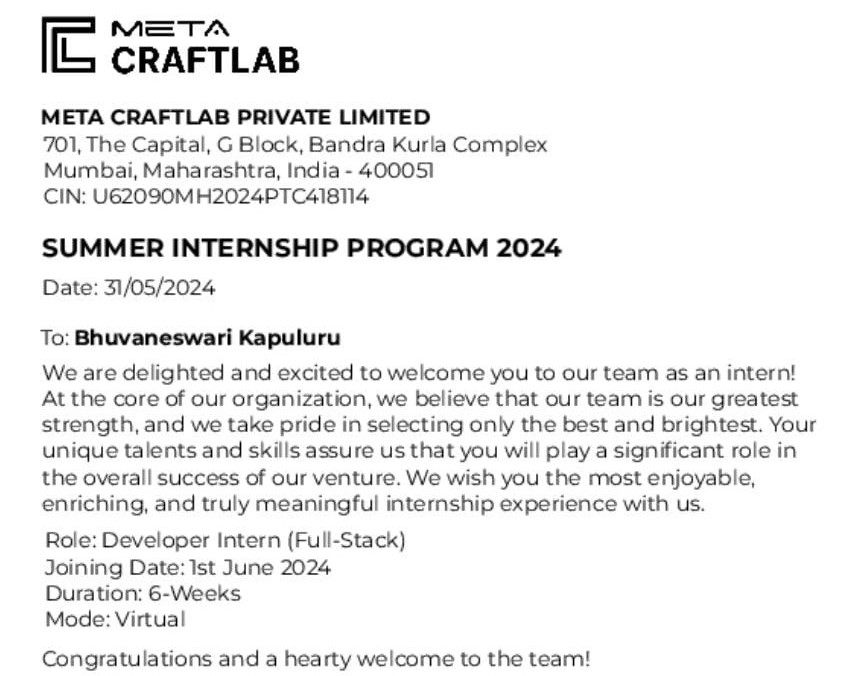 META
CRAFTLAB
META CRAFTLAB PRIVATE LIMITED
701, The Capital, G Block, Bandra Kurla Complex
Mumbai, Maharashtra, India - 400051
CIN: U62090MH2024PTC418114
SUMMER INTERNSHIP PROGRAM 2024
Date: 31/05/2024
To: Bhuvaneswari Kapuluru
We are delighted and excited to welcome you to our team as an intern!
At the core of our organization, we believe that our team is our greatest
strength, and we take pride in selecting only the best and brightest. Your
unique talents and skills assure us that you will play a significant role in
the overall success of our venture. We wish you the most enjoyable,
enriching, and truly meaningful internship experience with us.
Role: Developer Intern (Full-Stack)
Joining Date: 1st June 2024
Duration: 6-Weeks
Mode: Virtual
Congratulations and a hearty welcome to the team!